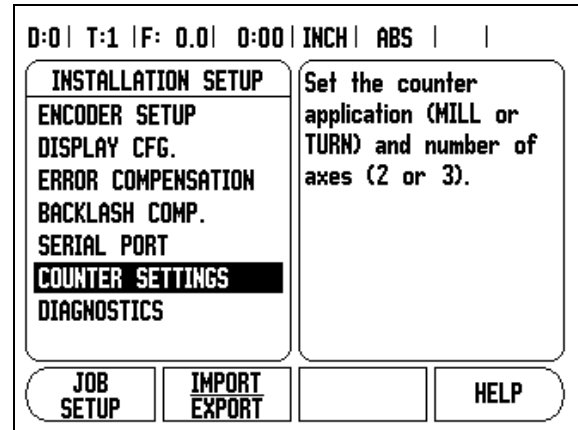 D:0| T:1 |F: 0.0| 0:00|INCH| ABS | |
INSTALLATION SETUP
ENCODER SETUP
DISPLAY CFG.
ERROR COMPENSATION
BACKLASH COMP.
SERIAL PORT
COUNTER SETTINGS
DIAGNOSTICS
Set the counter
application (MILL or
TURN) and number of
axes (2 or 3).
JOB
SETUP
IMPORT
EXPORT
HELP